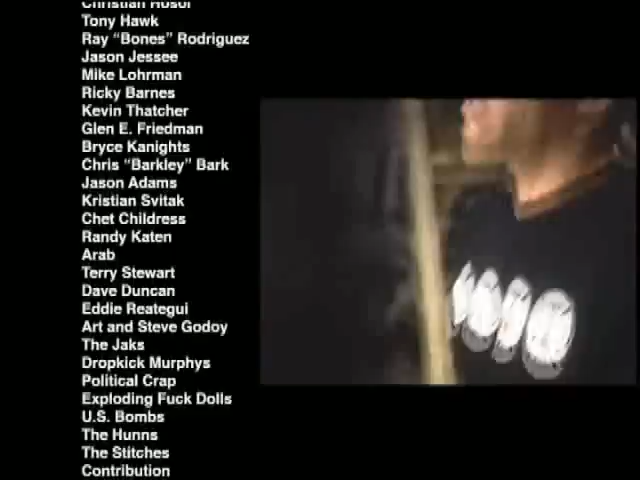 Christian Hosoi
Tony Hawk
Ray “Bones” Rodriguez
Jason Jessee
Mike Lohrman
Ricky Barnes
Kevin Thatcher
Glen E. Friedman
Bryce Kanights
Chris “Barkley” Bark
Jason Adams
Kristian Svitak
Chet Childress
Randy Katen
Arab
Terry Stewart
Dave Duncan
Eddie Reategui
Art and Steve Godoy
The Jaks
Dropkick Murphys
Political Crap
Exploding Fuck Dolls
U.S. Bombs
The Hunns
The Stitches
Contribution